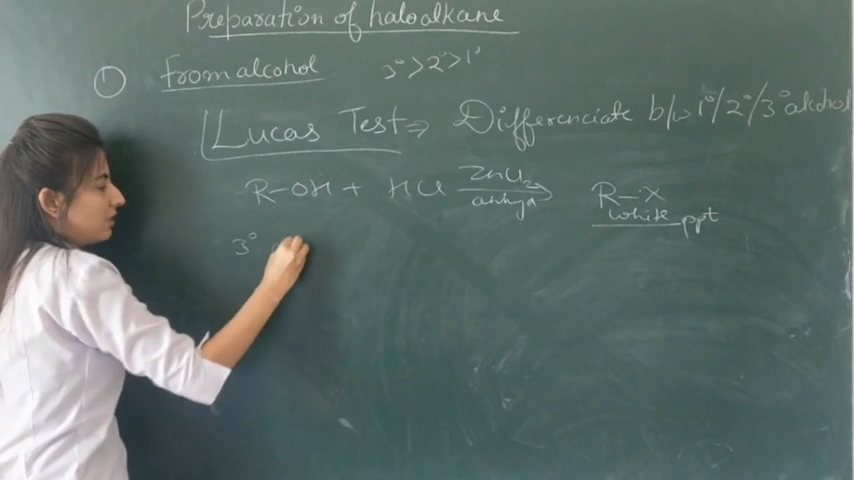 Preparation of haloalkane
① from alcohol 3°>2°>1°
Lucas Test ⇒ Differenciate b/w 1°/2°/3° alcohol
R-OH + HCl ZnCl2 anhy → R-X
white ppt
3°